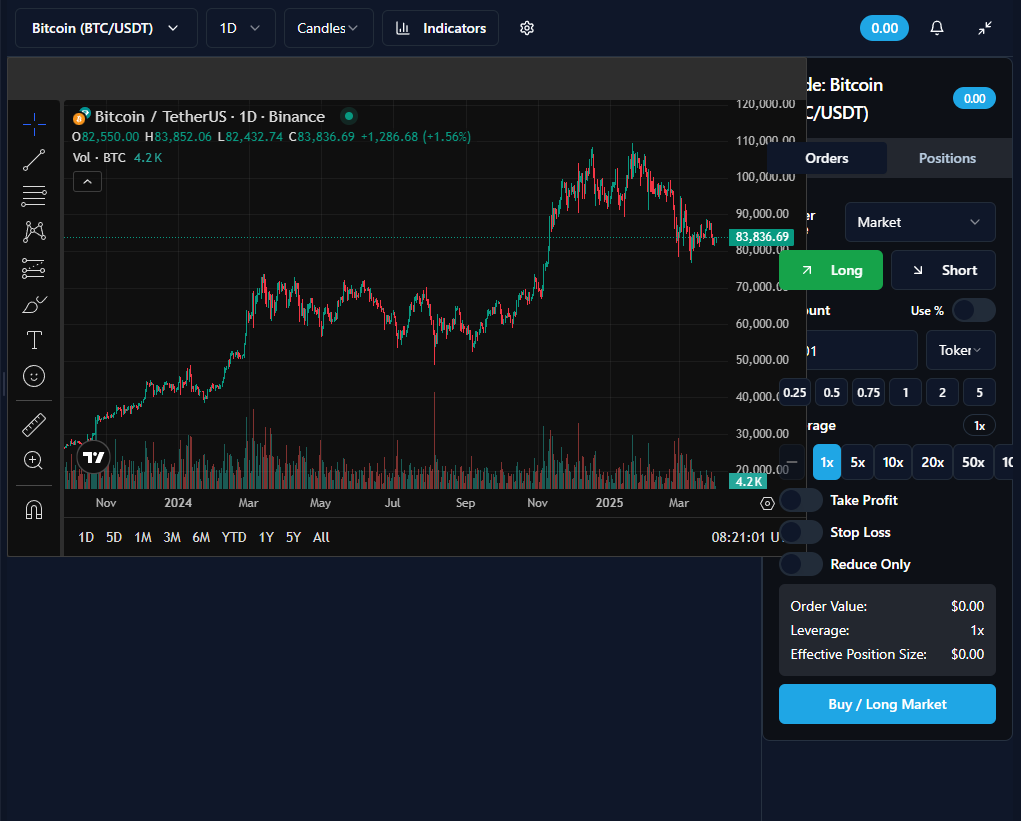 Bitcoin (BTC/USDT) 1D Candles Indicators 0.00
de: Bitcoin
C/USDT) 0.00
Orders Positions
Bitcoin / TetherUS · 1D · Binance
O82,550.00 H83,852.06 L82,432.74 C83,836.69 +1,286.68 (+1.56%)
Vol · BTC 4.2 K
120,000.00
110,000.00
100,000.00
90,000.00
83,836.69
80,000.00
70,000.00
60,000.00
50,000.00
40,000.00
30,000.00
20,000.00
4.2 K
Nov 2024 Mar May Jul Sep Nov 2025 Mar
1D 5D 1M 3M 6M YTD 1Y 5Y All 08:21:01 U
er Market
Long Short
ount Use %
01 Toker
0.25 0.5 0.75 1 2 5
rage 1x
1x 5x 10x 20x 50x 10
Take Profit
Stop Loss
Reduce Only
Order Value: $0.00
Leverage: 1x
Effective Position Size: $0.00
Buy / Long Market